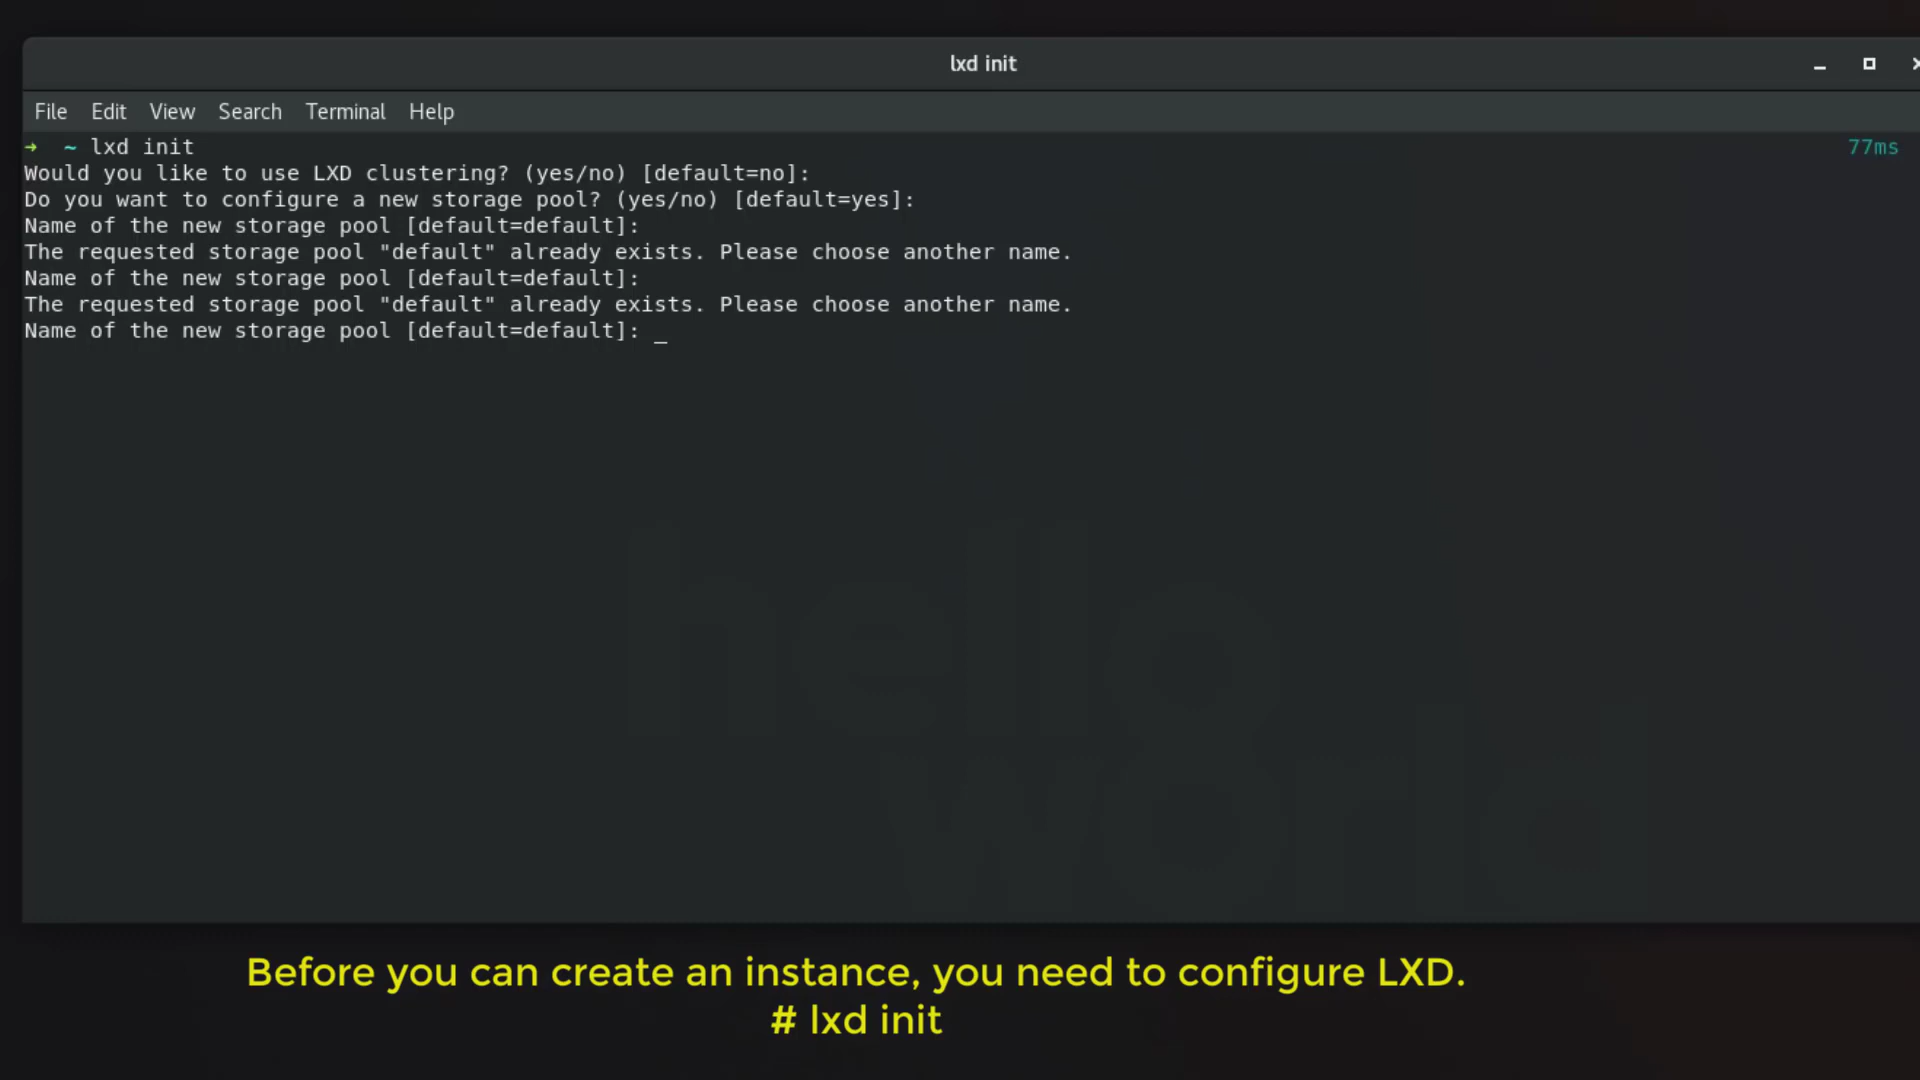 lxd init
File Edit View Search Terminal Help
➜ ~ lxd init 77ms
Would you like to use LXD clustering? (yes/no) [default=no]:
Do you want to configure a new storage pool? (yes/no) [default=yes]:
Name of the new storage pool [default=default]:
The requested storage pool "default" already exists. Please choose another name.
Name of the new storage pool [default=default]:
The requested storage pool "default" already exists. Please choose another name.
Name of the new storage pool [default=default]: _
hello
world
Before you can create an instance, you need to configure LXD.
# lxd init